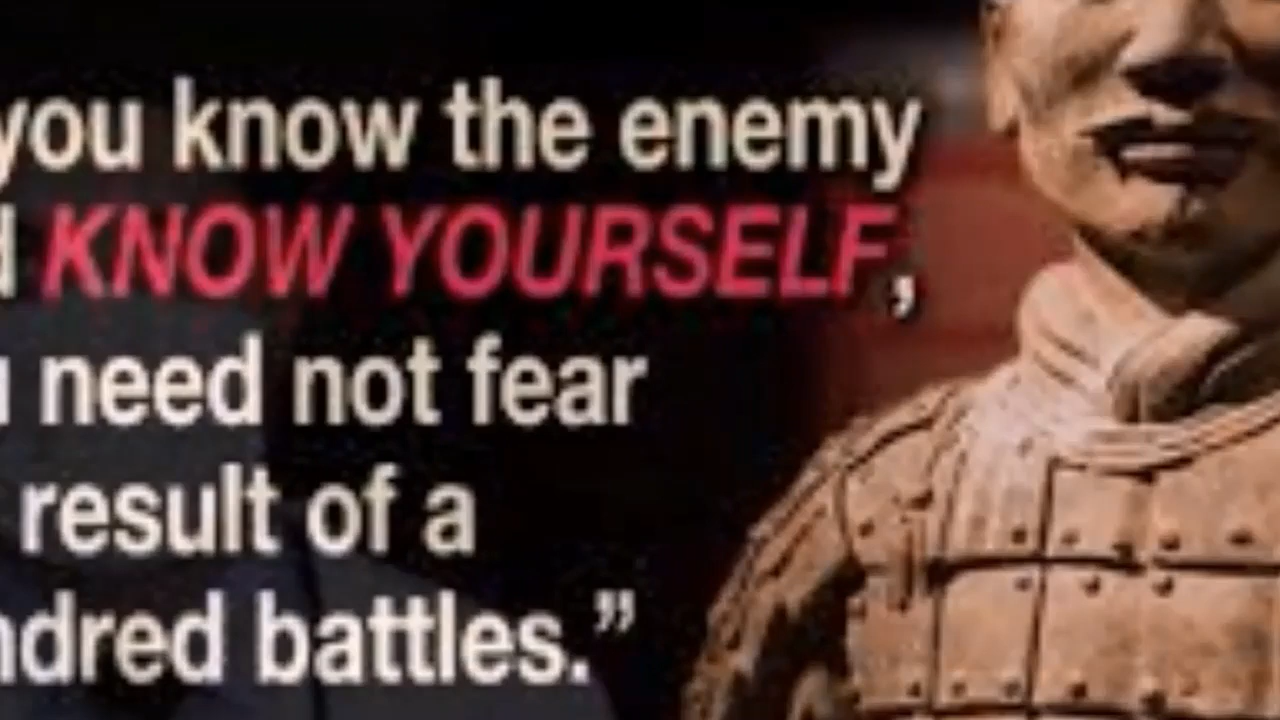 you know the enemy
KNOW YOURSELF,
need not fear
result of a
ndred battles.”